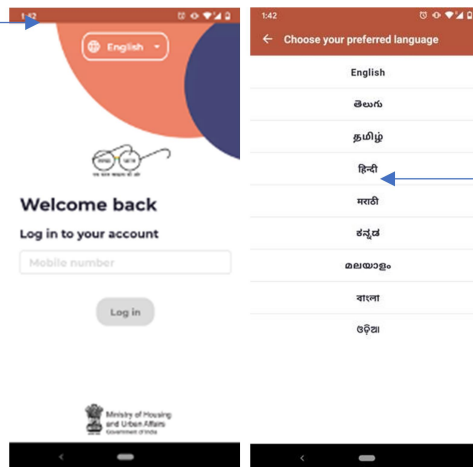 1:42
English
Welcome back
Log in to your account
Mobile number
Log in
Ministry of Housing
and Urban Affairs
Government of India
1:42
Choose your preferred language
English
తెలుగు
தமிழ்
हिन्दी
मराठी
ಕನ್ನಡ
മലയാളം
বাংলা
ଓଡ଼ିଆ